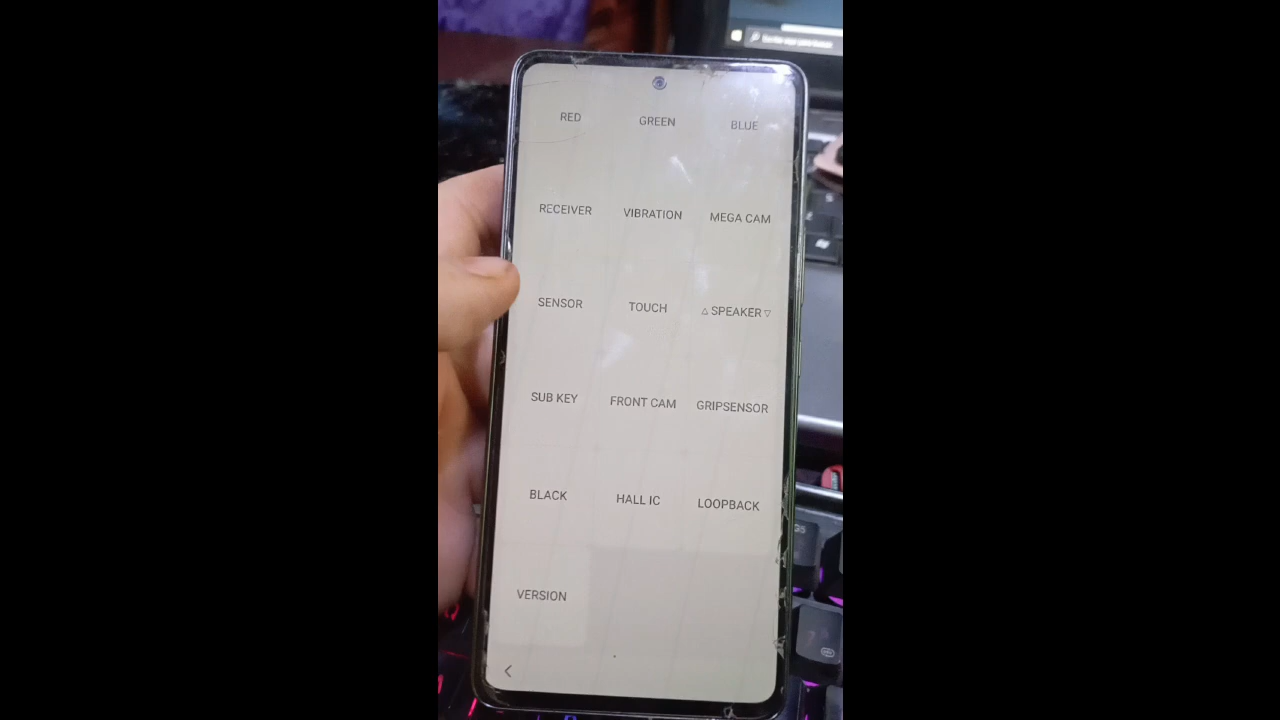 RED GREEN BLUE
RECEIVER VIBRATION MEGA CAM
SENSOR TOUCH △ SPEAKER ▽
SUB KEY FRONT CAM GRIPSENSOR
BLACK HALL IC LOOPBACK
VERSION